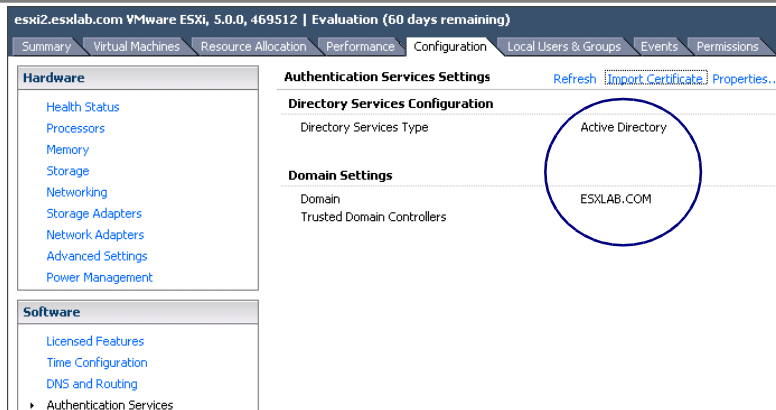 esxi2.esxlab.com VMware ESXi, 5.0.0, 469512 | Evaluation (60 days remaining)
Summary Virtual Machines Resource Allocation Performance Configuration Local Users & Groups Events Permissions
Hardware
Health Status
Processors
Memory
Storage
Networking
Storage Adapters
Network Adapters
Advanced Settings
Power Management
Software
Licensed Features
Time Configuration
DNS and Routing
Authentication Services
Authentication Services Settings Refresh Import Certificate Properties..
Directory Services Configuration
Directory Services Type Active Directory
Domain Settings
Domain ESXLAB.COM
Trusted Domain Controllers